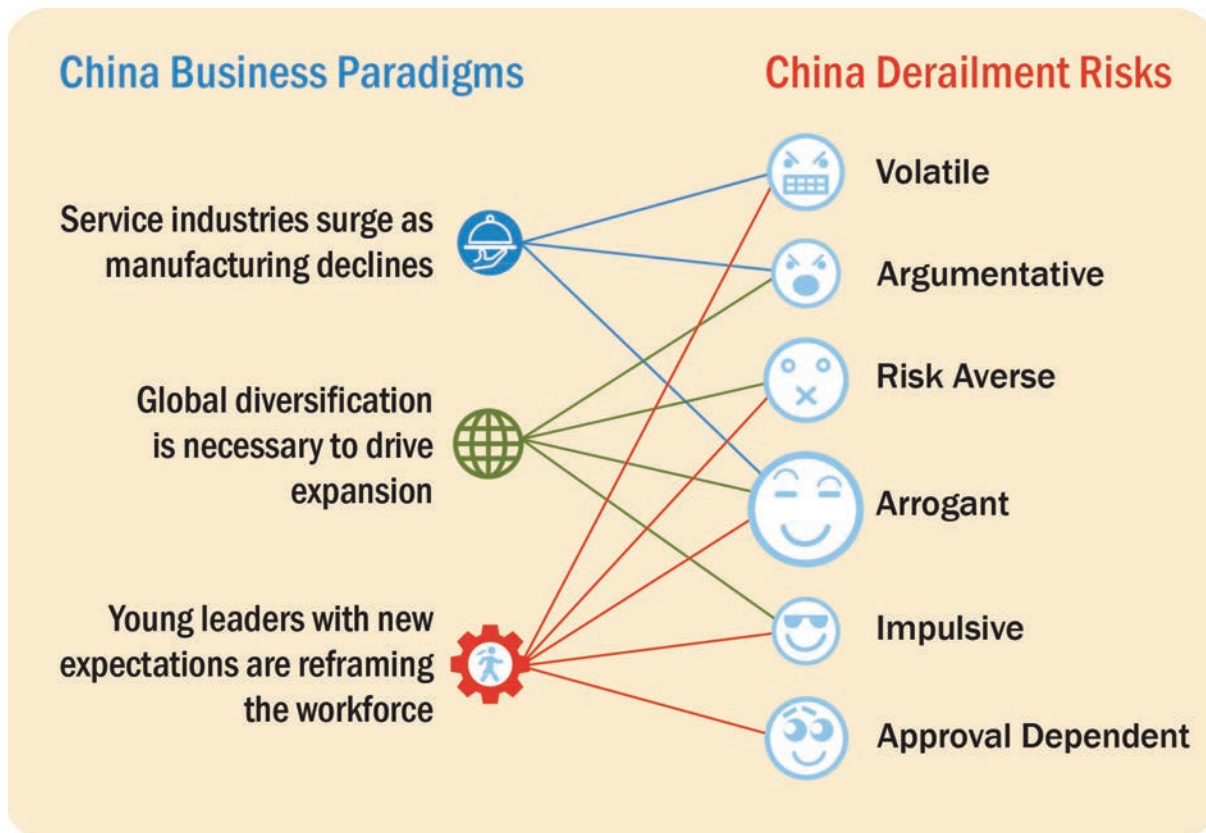 China Business Paradigms
China Derailment Risks
Service industries surge as
manufacturing declines
Global diversification
is necessary to drive
expansion
Young leaders with new
expectations are reframing
the workforce
Volatile
Argumentative
Risk Averse
Arrogant
Impulsive
Approval Dependent